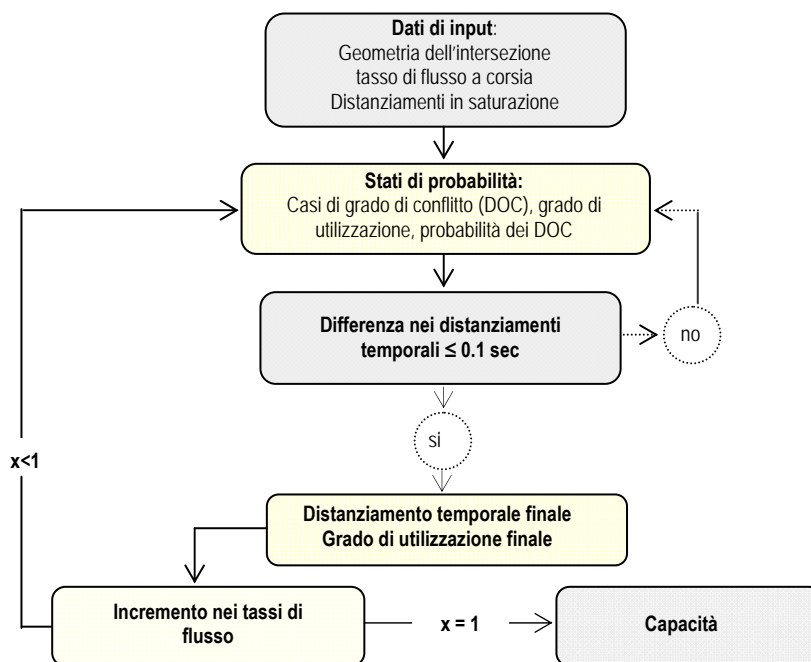 Dati di input:
Geometria dell'intersezione
tasso di flusso a corsia
Distanziamenti in saturazione
Stati di probabilità:
Casi di grado di conflitto (DOC), grado di
utilizzazione, probabilità dei DOC
Differenza nei distanziamenti
temporali ≤ 0.1 sec
no
si
x<1
Distanziamento temporale finale
Grado di utilizzazione finale
Incremento nei tassi di
flusso
x = 1
Capacità